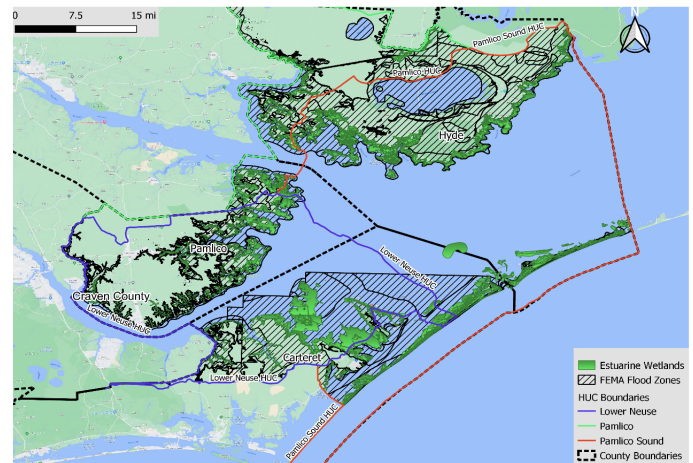 0 7.5 15 mi
Pamlico Sound HUC
Pamlico HUC
Hyde
Pamlico
Craven County
Lower Neuse HUC
Lower Neuse HUC
Carteret
Lower Neuse HUC
Pamlico Sound HUC
Estuarine Wetlands
FEMA Flood Zones
HUC Boundaries
Lower Neuse
Pamlico
Pamlico Sound
County Boundaries